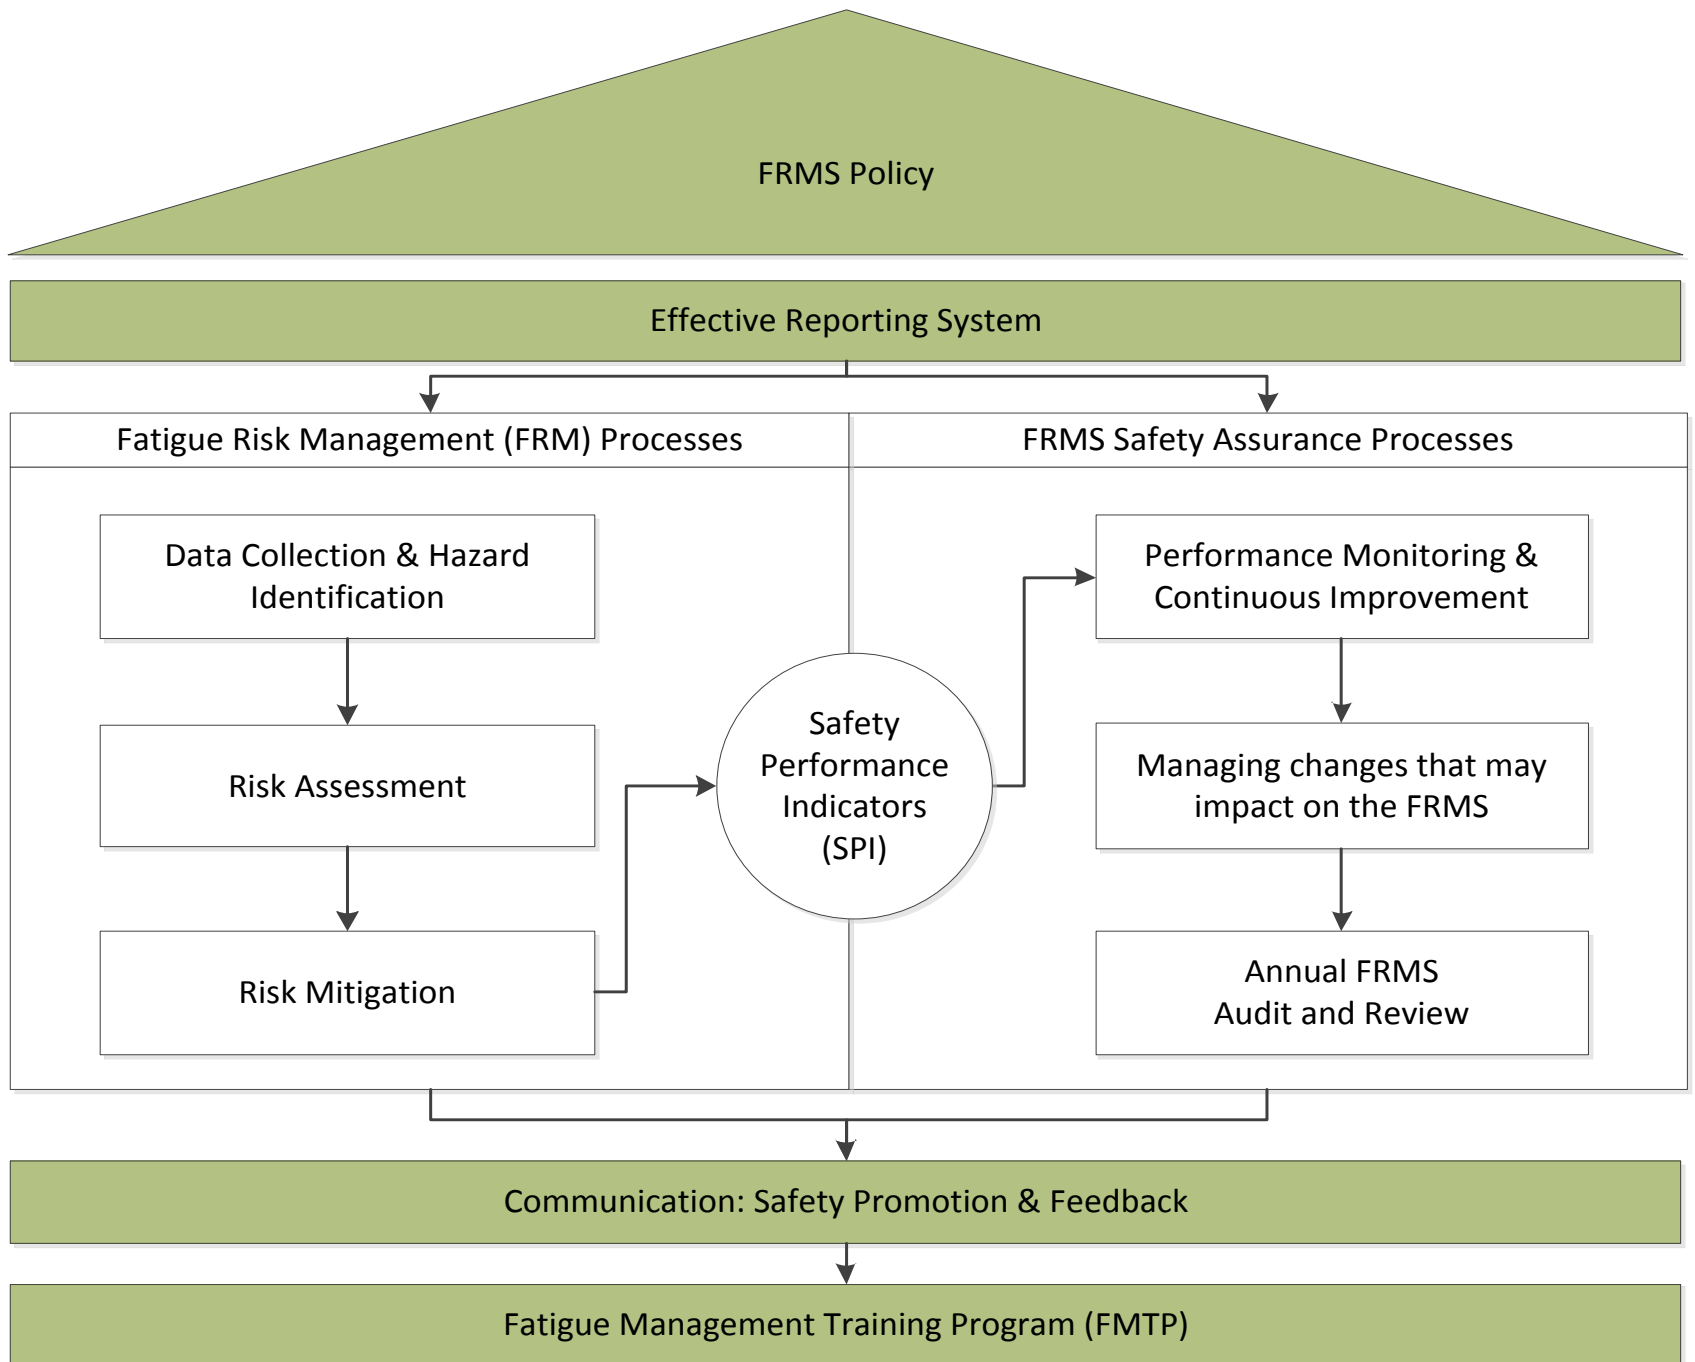 FRMS Policy
Effective Reporting System
Fatigue Risk Management (FRM) Processes
FRMS Safety Assurance Processes
Data Collection & Hazard
Identification
Risk Assessment
Risk Mitigation
Safety
Performance
Indicators
(SPI)
Performance Monitoring &
Continuous Improvement
Managing changes that may
impact on the FRMS
Annual FRMS
Audit and Review
Communication: Safety Promotion & Feedback
Fatigue Management Training Program (FMTP)